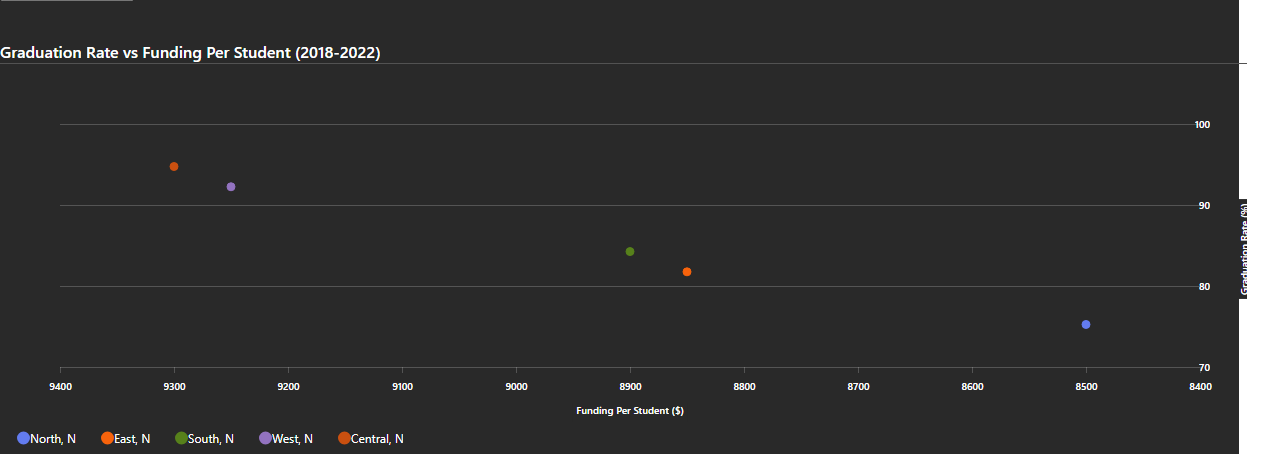 Graduation Rate vs Funding Per Student (2018-2022)
100
90
80
70
Graduation Rate (%)
9400 9300 9200 9100 9000 8900 8800 8700 8600 8500 8400
Funding Per Student ($)
North, N East, N South, N West, N Central, N